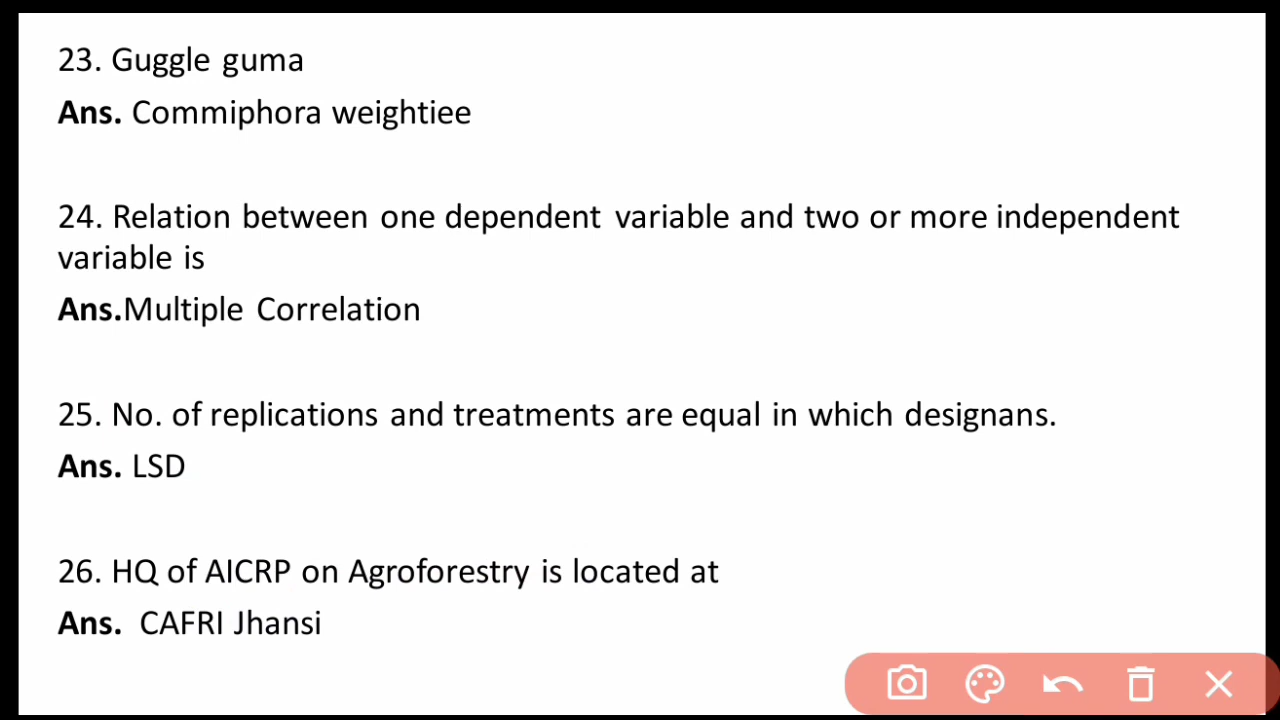 23. Guggle guma
Ans. Commiphora weightiee
24. Relation between one dependent variable and two or more independent
variable is
Ans.Multiple Correlation
25. No. of replications and treatments are equal in which designans.
Ans. LSD
26. HQ of AICRP on Agroforestry is located at
Ans. CAFRI Jhansi